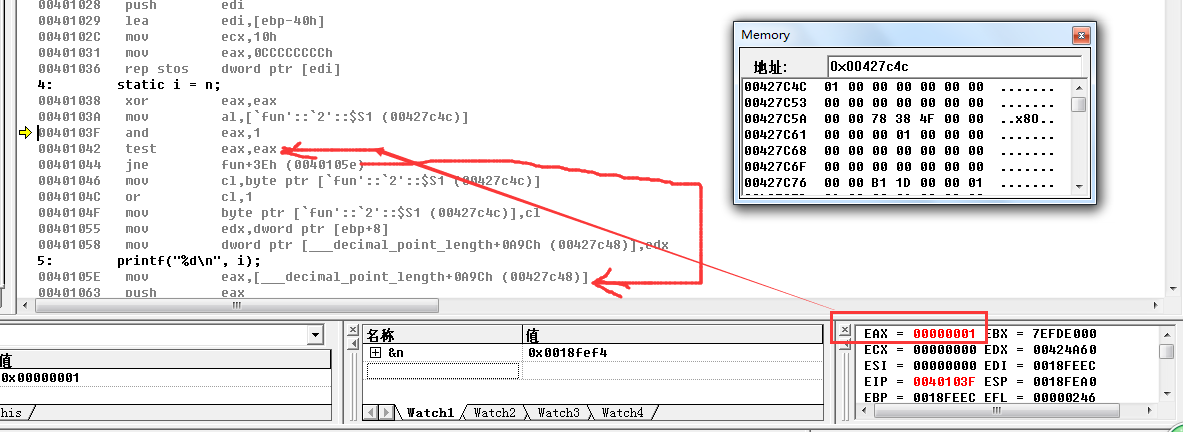 00401028 push edi
00401029 lea edi,[ebp-40h]
0040102C mov ecx,10h
00401031 mov eax,0CCCCCCCCh
00401036 rep stos dword ptr [edi]
4: static i = n;
00401038 xor eax,eax
0040103A mov al,[`fun'::`2'::$S1 (00427c4c)]
0040103F and eax,1
00401042 test eax,eax
00401044 jne fun+3Eh (0040105e)
00401046 mov cl,byte ptr [`fun'::`2'::$S1 (00427c4c)]
0040104C or cl,1
0040104F mov byte ptr [`fun'::`2'::$S1 (00427c4c)],cl
00401055 mov edx,dword ptr [ebp+8]
00401058 mov dword ptr [___decimal_point_length+0A9Ch (00427c48)],edx
5: printf("%d\n", i);
0040105E mov eax,[___decimal_point_length+0A9Ch (00427c48)]
00401063 push eax
Memory
地址: 0x00427c4c
00427C4C 01 00 00 00 00 00 00 .......
00427C53 00 00 00 00 00 00 00 .......
00427C5A 00 00 78 38 4F 00 00 ..x8O..
00427C61 00 00 00 01 00 00 00 .......
00427C68 00 00 00 00 00 00 00 .......
00427C6F 00 00 00 00 00 00 00 .......
00427C76 00 00 B1 1D 00 00 01 .......
值
0x00000001
his
名称 值
&n 0x0018fef4
Watch1 Watch2 Watch3 Watch4
EAX = 00000001 EBX = 7EFDE000
ECX = 00000000 EDX = 00424A60
ESI = 00000000 EDI = 0018FEEC
EIP = 0040103F ESP = 0018FEA0
EBP = 0018FEEC EFL = 00000246